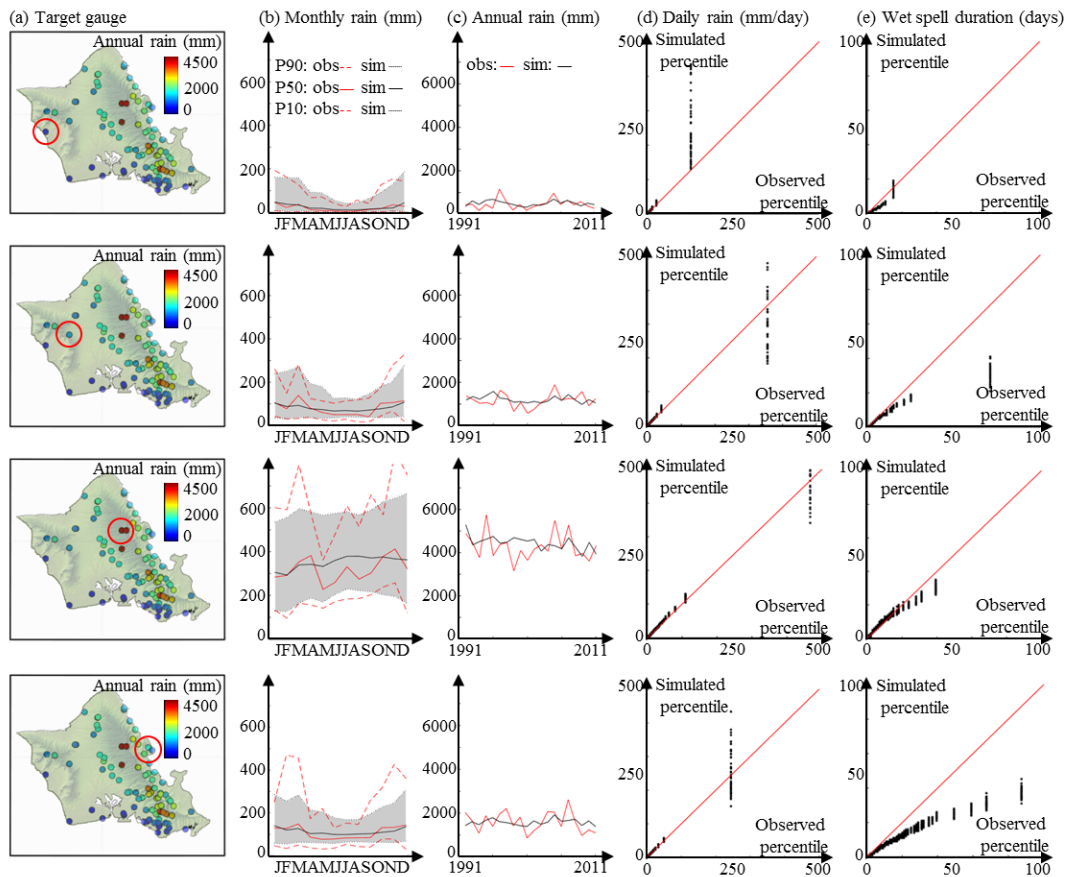 (a) Target gauge (b) Monthly rain (mm) (c) Annual rain (mm) (d) Daily rain (mm/day) (e) Wet spell duration (days)
Annual rain (mm)
4500
2000
0
P90: obs sim
P50: obs sim
P10: obs sim
600
400
200
0
JFMAMJJASOND
obs: sim:
6000
4000
2000
0
1991 2011
500
Simulated
percentile
250
Observed
percentile
0 250 500
100
Simulated
percentile
50
Observed
percentile
0
0 50 100
Annual rain (mm)
4500
2000
0
600
400
200
0
JFMAMJJASOND
6000
4000
2000
0
1991 2011
500
Simulated
percentile
250
Observed
percentile
0
0 250 500
100
Simulated
percentile
50
Observed
percentile
0
0 50 100
Annual rain (mm)
4500
2000
0
600
400
200
0
JFMAMJJASOND
6000
4000
2000
0
1991 2011
500
Simulated
percentile
250
Observed
percentile
0
0 250 500
100
Simulated
percentile
50
Observed
percentile
0
0 50 100
Annual rain (mm)
4500
2000
0
600
400
200
0
JFMAMJJASOND
6000
4000
2000
0
1991 2011
500
Simulated
percentile
250
Observed
percentile
0
0 250 500
100
Simulated
percentile
50
Observed
percentile
0
0 50 100